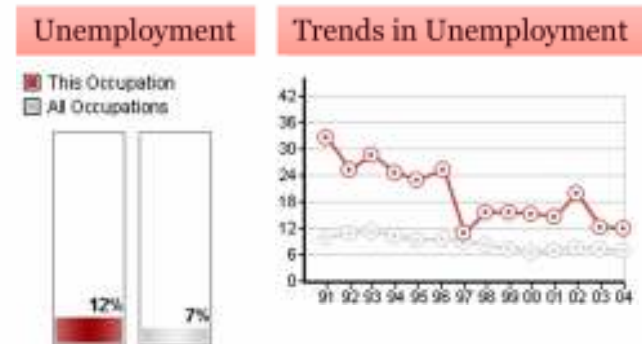 Unemployment
Trends in Unemployment
This Occupation
All Occupations
12%
7%
42
36
30
24
18
12
6
0
91 92 93 94 95 96 97 98 99 00 01 02 03 04